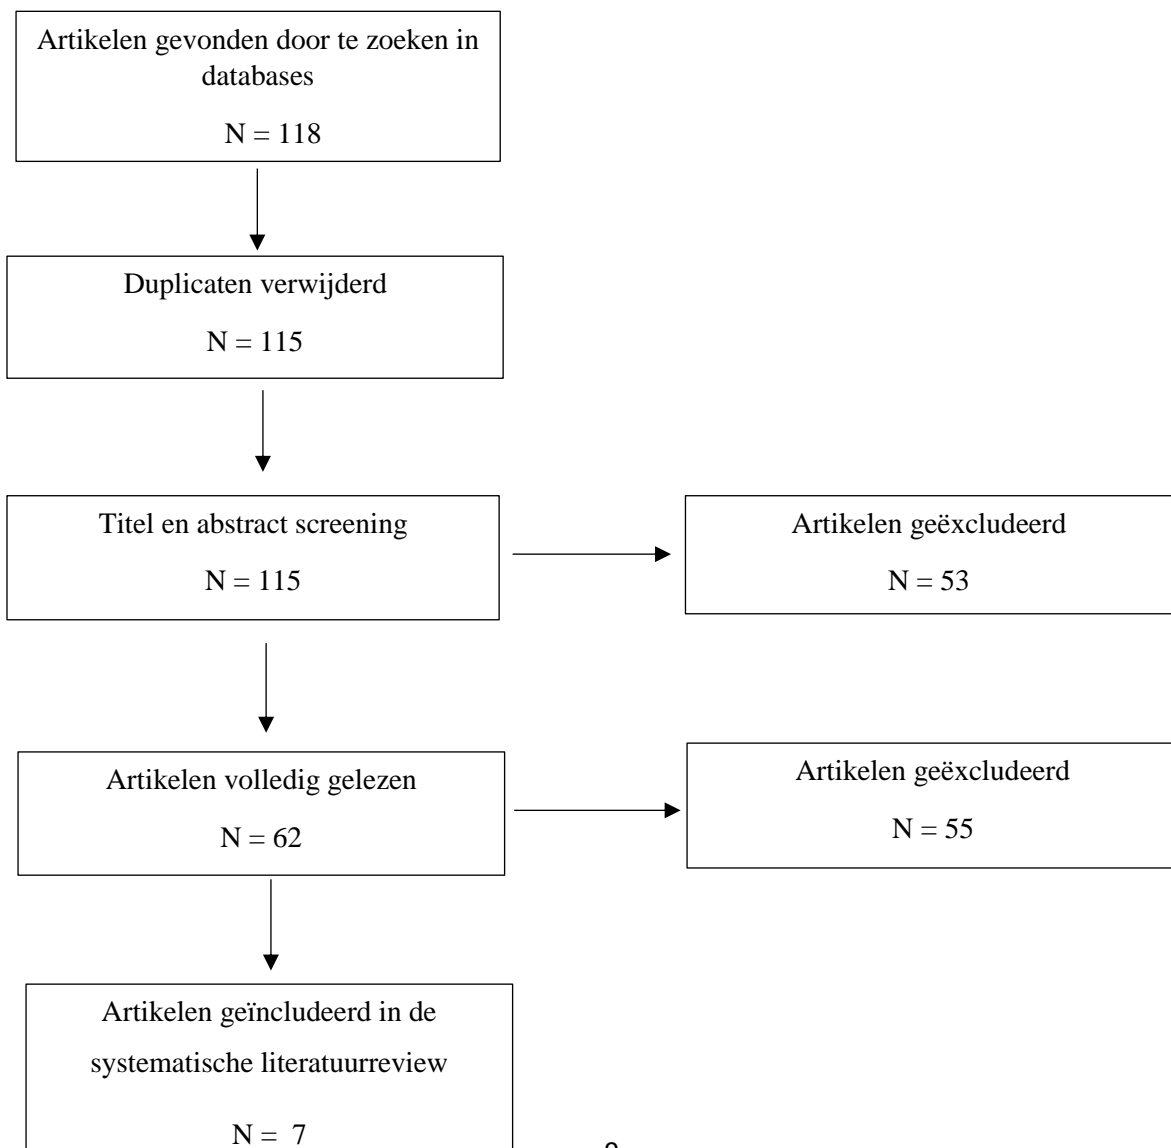 Artikelen gevonden door te zoeken in
databases
N = 118
Duplicaten verwijderd
N = 115
Titel en abstract screening
N = 115
Artikelen geëxcludeerd
N = 53
Artikelen volledig gelezen
N = 62
Artikelen geëxcludeerd
N = 55
Artikelen geïncludeerd in de
systematische literatuurreview
N = 7